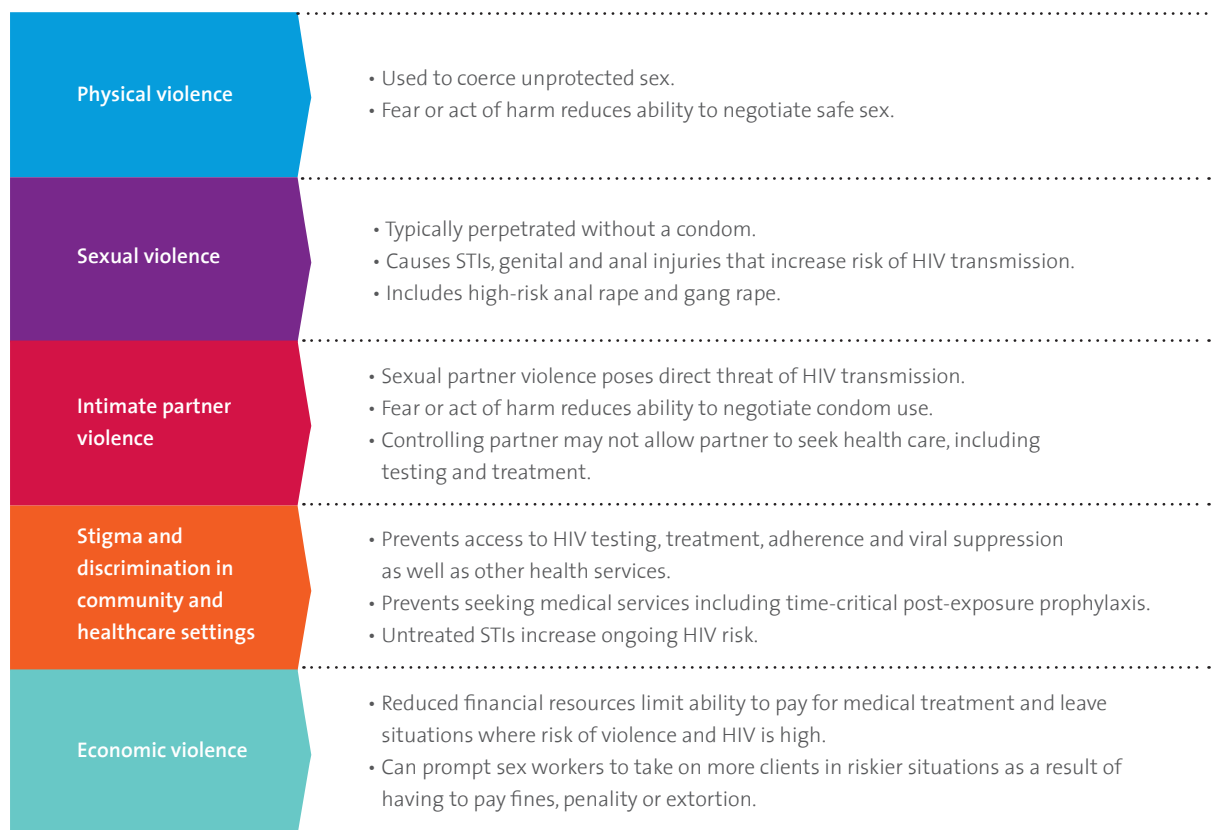 Physical violence
• Used to coerce unprotected sex.
• Fear or act of harm reduces ability to negotiate safe sex.
Sexual violence
• Typically perpetrated without a condom.
• Causes STIs, genital and anal injuries that increase risk of HIV transmission.
• Includes high-risk anal rape and gang rape.
Intimate partner
violence
• Sexual partner violence poses direct threat of HIV transmission.
• Fear or act of harm reduces ability to negotiate condom use.
• Controlling partner may not allow partner to seek health care, including
testing and treatment.
Stigma and
discrimination in
community and
healthcare settings
• Prevents access to HIV testing, treatment, adherence and viral suppression
as well as other health services.
• Prevents seeking medical services including time-critical post-exposure prophylaxis.
• Untreated STIs increase ongoing HIV risk.
Economic violence
• Reduced financial resources limit ability to pay for medical treatment and leave
situations where risk of violence and HIV is high.
• Can prompt sex workers to take on more clients in riskier situations as a result of
having to pay fines, penality or extortion.